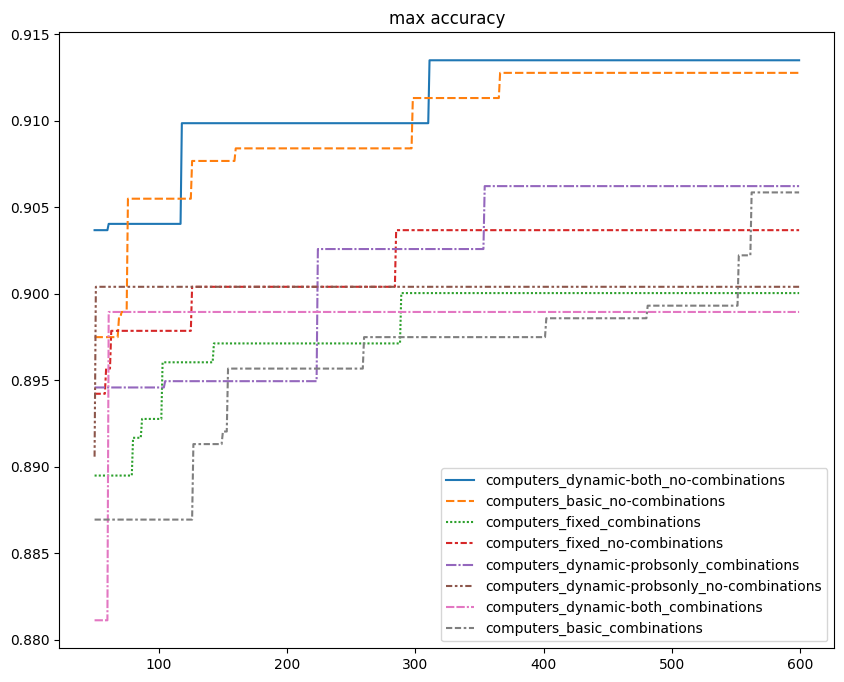 max accuracy
0.915
0.910
0.905
0.900
0.895
0.890
0.885
0.880
computers_dynamic-both_no-combinations
computers_basic_no-combinations
computers_fixed_combinations
computers_fixed_no-combinations
computers_dynamic-probsonly_combinations
computers_dynamic-probsonly_no-combinations
computers_dynamic-both_combinations
computers_basic_combinations
100 200 300 400 500 600